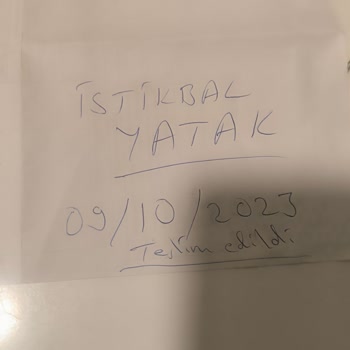 İSTİKBAL
YATAK
09/10/2023
Teslim edildi